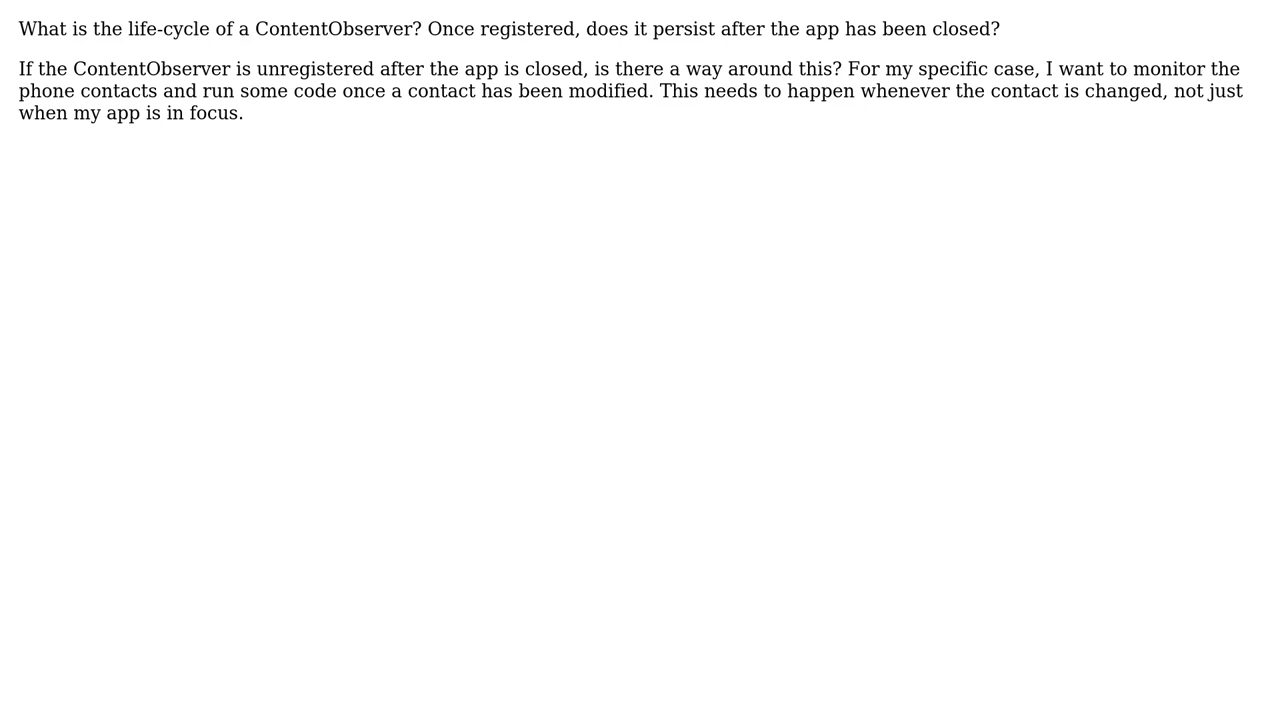 What is the life-cycle of a ContentObserver? Once registered, does it persist after the app has been closed?
If the ContentObserver is unregistered after the app is closed, is there a way around this? For my specific case, I want to monitor the
phone contacts and run some code once a contact has been modified. This needs to happen whenever the contact is changed, not just
when my app is in focus.